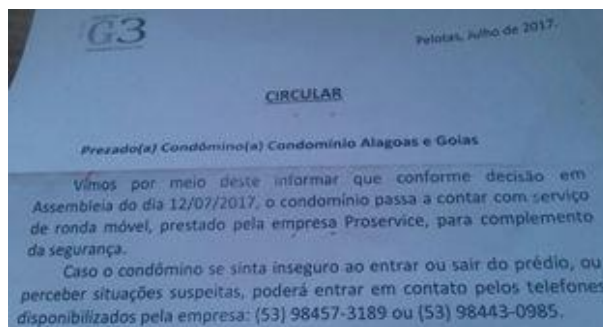 G3
Pelotas, Julho de 2017.
CIRCULAR
Prezado(a) Condômino(a) Condomínio Alagoas e Goias
Vimos por meio deste informar que conforme decisão em
Assembleia do dia 12/07/2017, o condomínio passa a contar com serviço
de ronda móvel, prestado pela empresa Proservice, para complemento
da segurança.
Caso o condômino se sinta inseguro ao entrar ou sair do prédio, ou
perceber situações suspeitas, poderá entrar em contato pelos telefones
disponibilizados pela empresa: (53) 98457-3189 ou (53) 98443-0985.